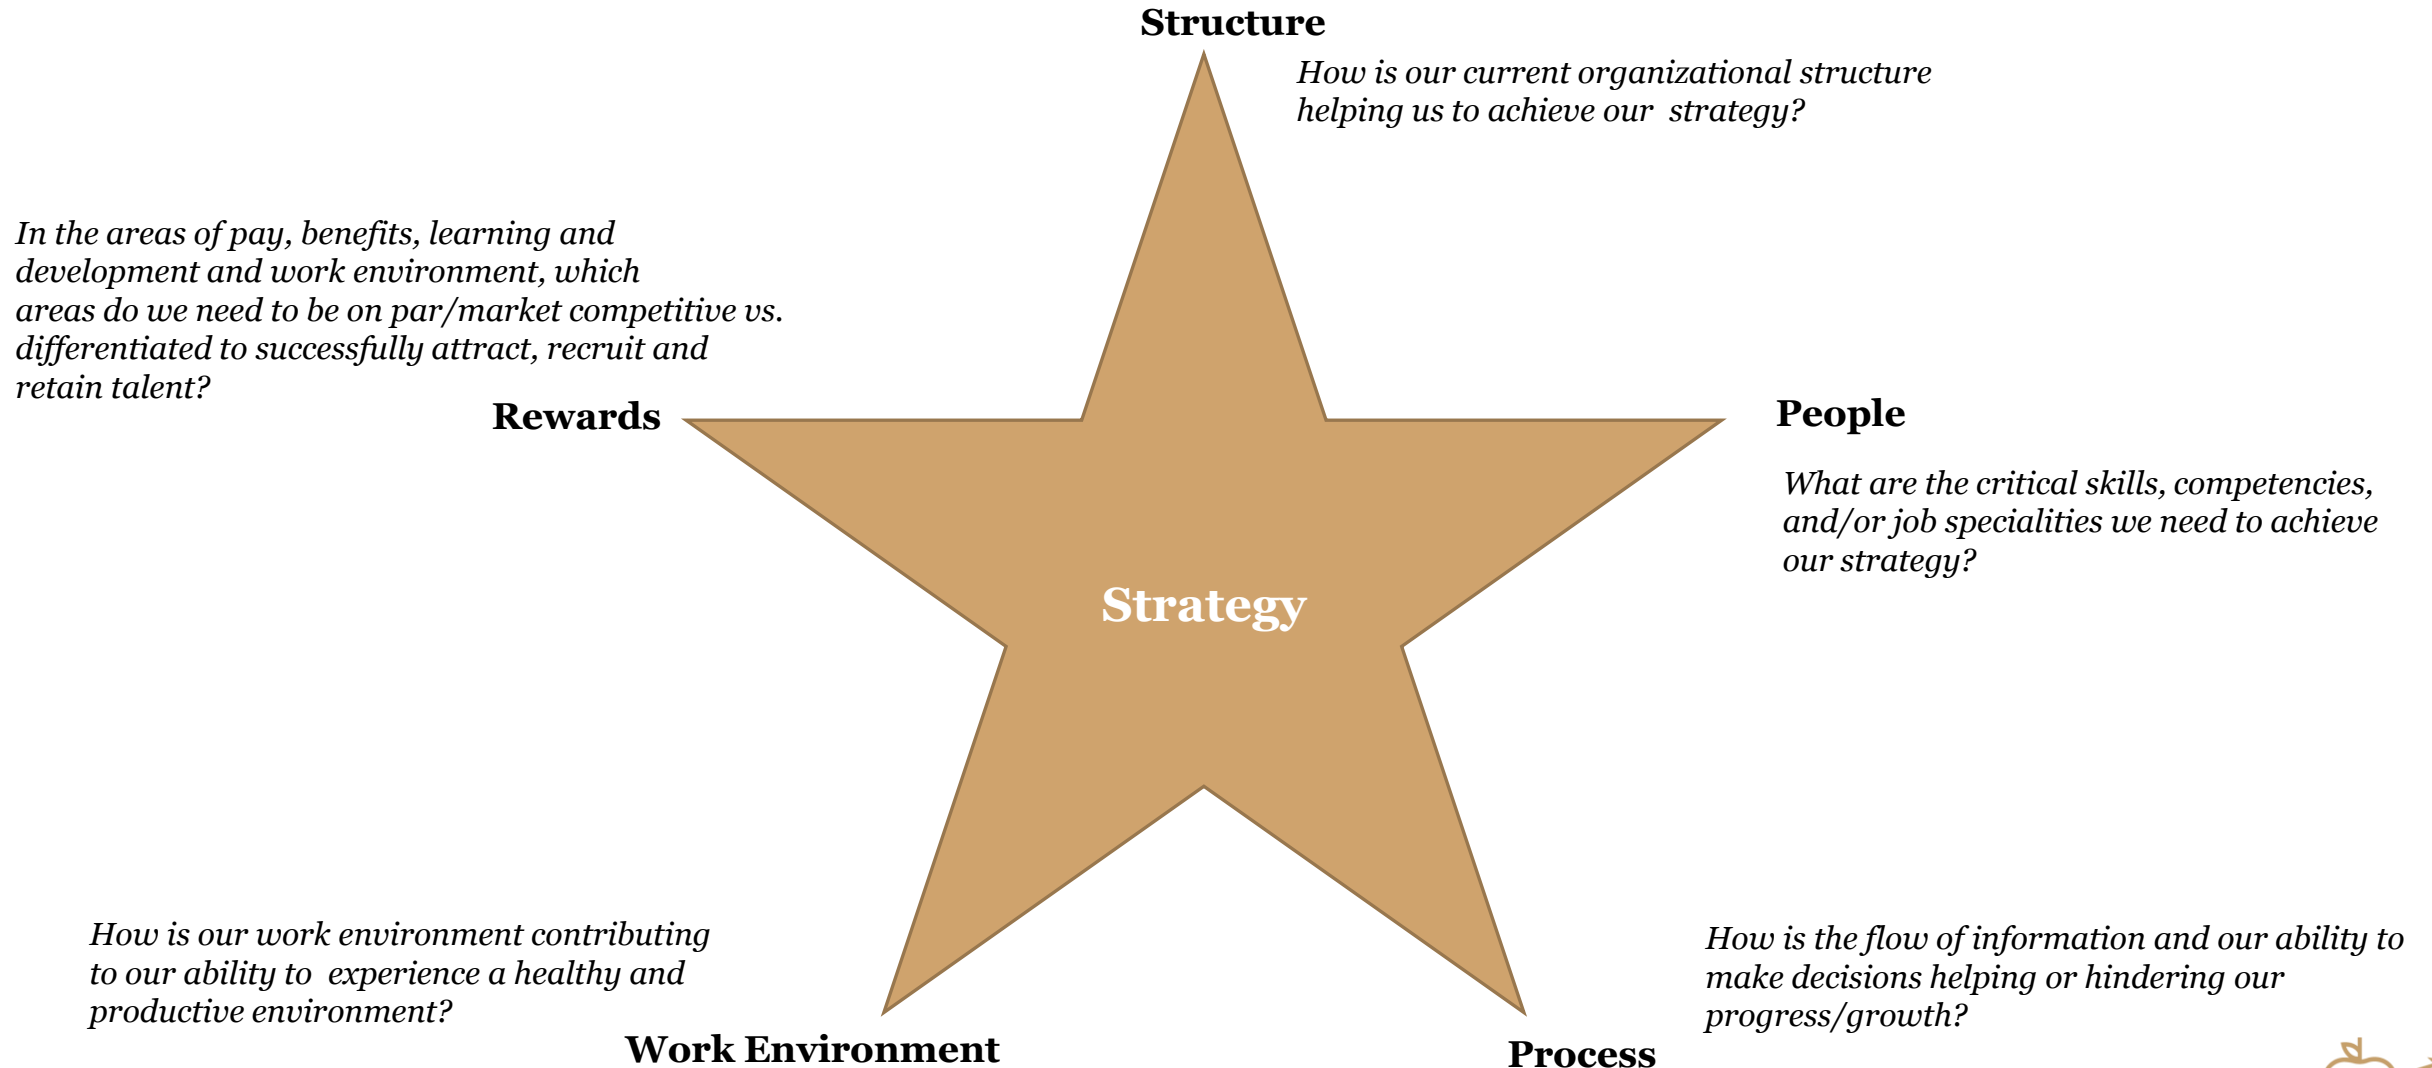 Structure
How is our current organizational structure
helping us to achieve our  strategy?
In the areas of pay, benefits, learning and
development and work environment, which
areas do we need to be on par/market competitive vs.
differentiated to successfully attract, recruit and
retain talent?
Rewards
People
What are the critical skills, competencies,
and/or job specialities we need to achieve
our strategy?
Strategy
How is our work environment contributing
to our ability to  experience a healthy and
productive environment?
Work Environment
How is the flow of information and our ability to
make decisions helping or hindering our
progress/growth?
Process